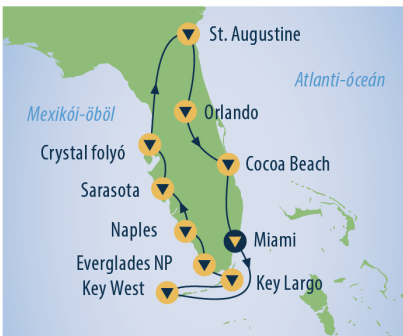 St. Augustine
Atlanti-óceán
Mexikói-öböl
Orlando
Crystal folyó
Cocoa Beach
Sarasota
Naples
Miami
Everglades NP
Key West
Key Largo